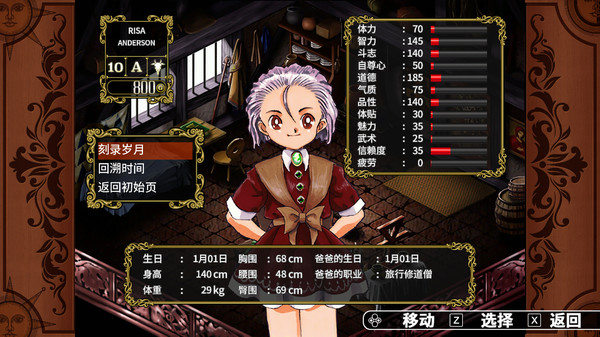 RISA
ANDERSON
10 A
800G
刻录岁月
回溯时间
返回初始页
体力 : 70
智力 : 145
斗志 : 140
自尊心 : 50
道德 : 185
气质 : 75
品性 : 140
体贴 : 30
魅力 : 35
武术 : 25
信赖度 : 35
疲劳 : 0
生日 : 1月01日 胸围 : 68 cm 爸爸的生日 : 1月01日
身高 : 140 cm 腰围 : 48 cm 爸爸的职业 : 旅行修道僧
体重 : 29 kg 臀围 : 69 cm
移动 Z 选择 X 返回